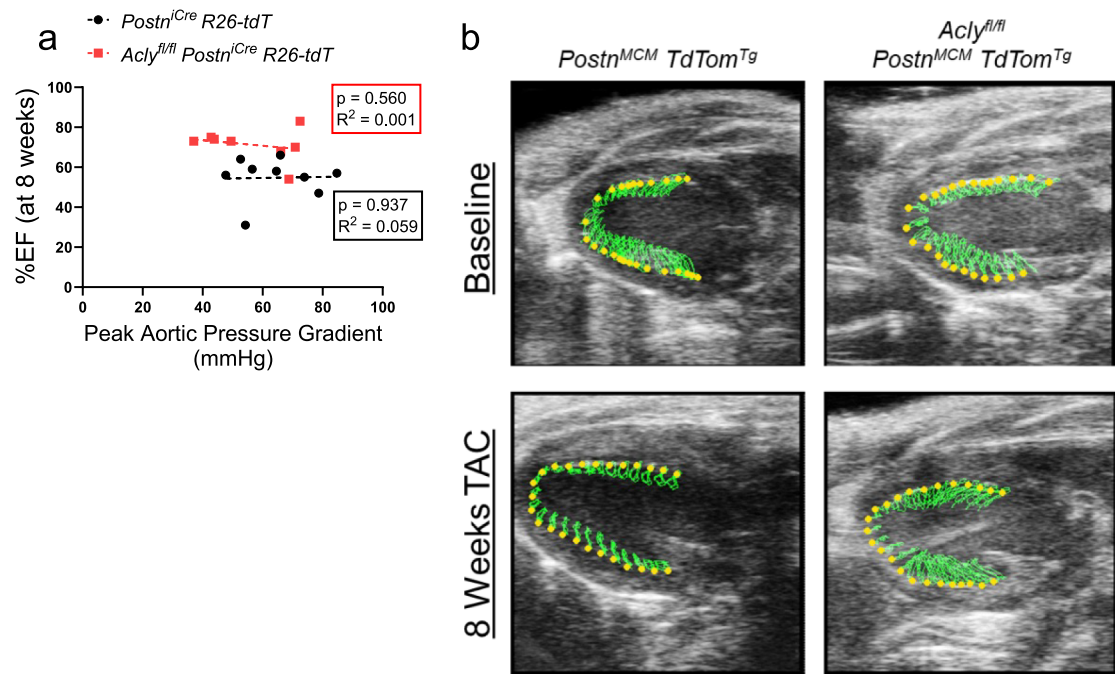 a
Postn^iCre R26-tdT
Acly^fl/fl Postn^iCre R26-tdT
%EF (at 8 weeks)
100
80
60
40
20
0
p = 0.560
R² = 0.001
p = 0.937
R² = 0.059
0 20 40 60 80 100
Peak Aortic Pressure Gradient
(mmHg)
b
Postn^MCM TdTom^Tg
Acly^fl/fl
Postn^MCM TdTom^Tg
Baseline
8 Weeks TAC